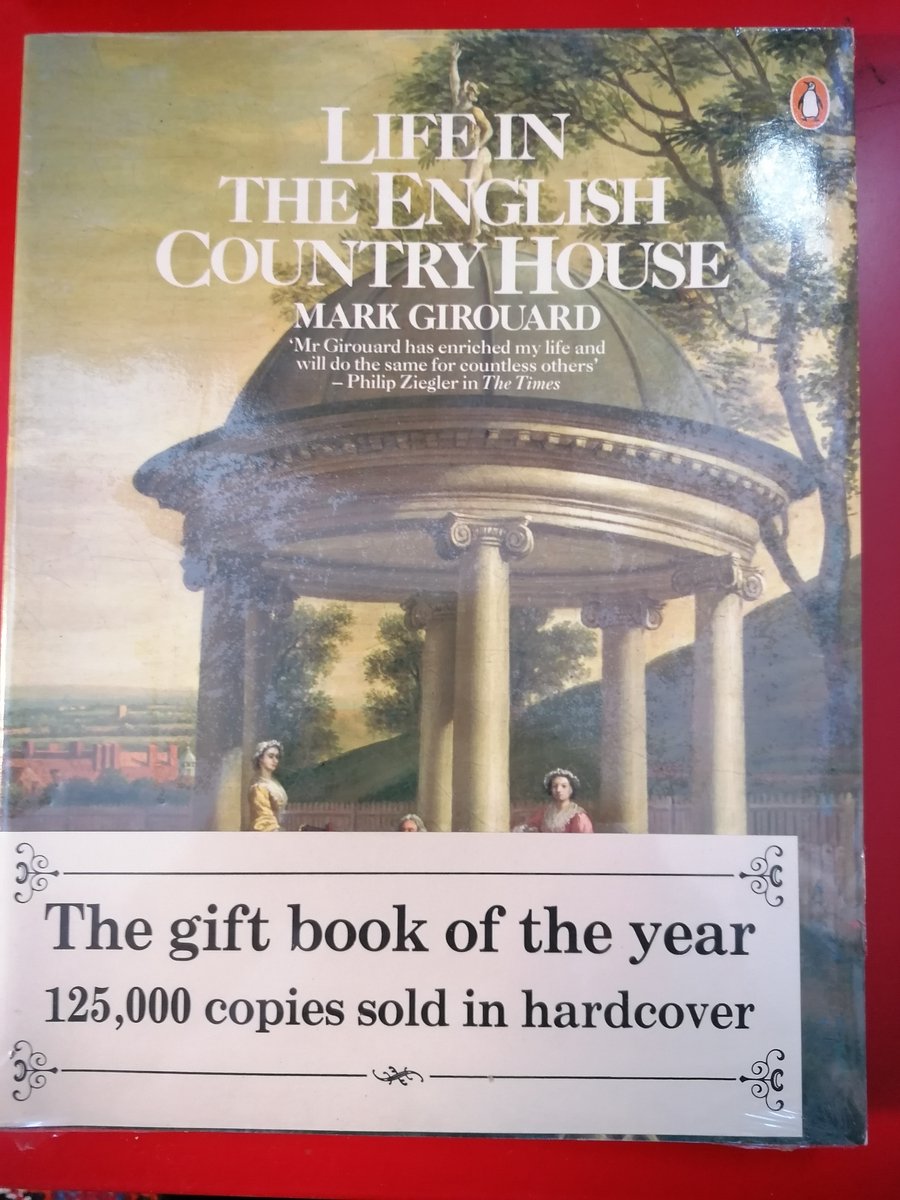 LIFE IN
THE ENGLISH
COUNTRY HOUSE
MARK GIROUARD
‘Mr Girouard has enriched my life and
will do the same for countless others’
– Philip Ziegler in The Times
The gift book of the year
125,000 copies sold in hardcover